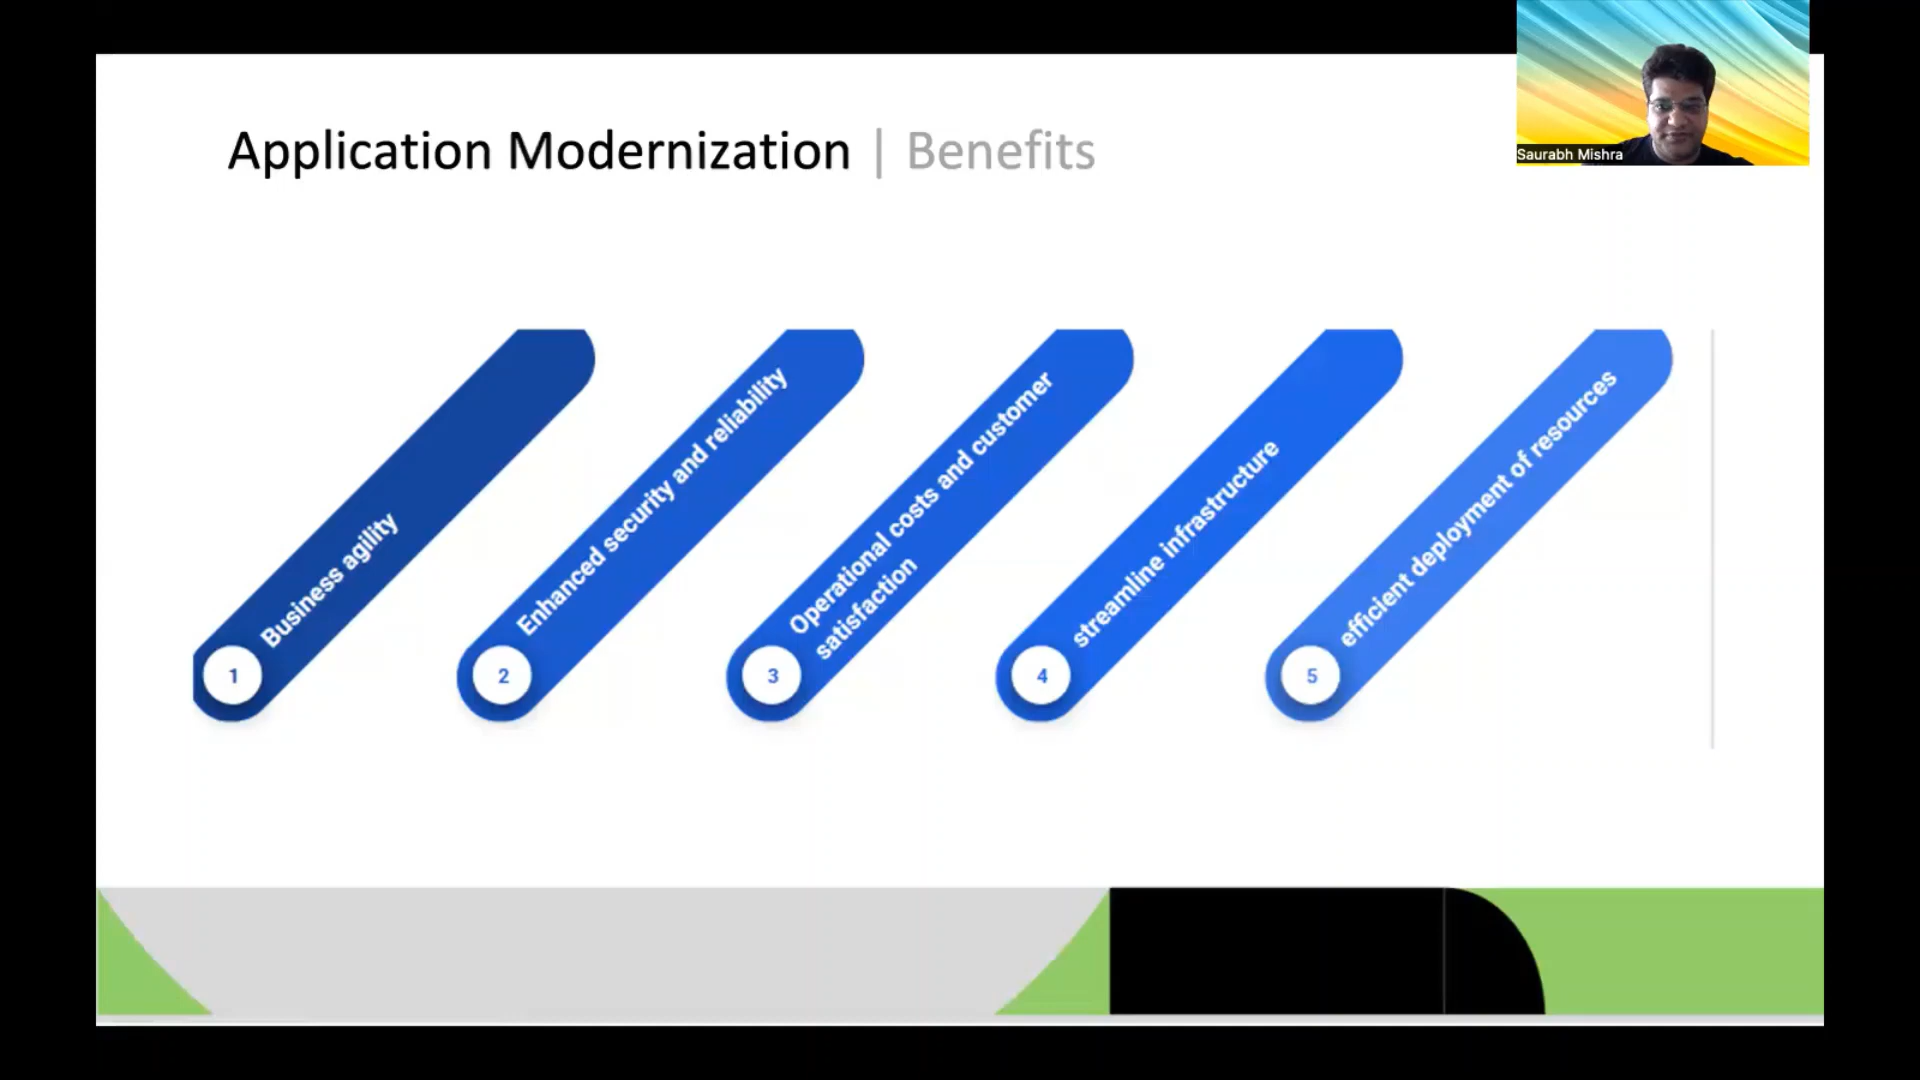 Saurabh Mishra
Application Modernization | Benefits
1
Business agility
2
Enhanced security and reliability
3
Operational costs and customer
satisfaction
4
streamline infrastructure
5
efficient deployment of resources